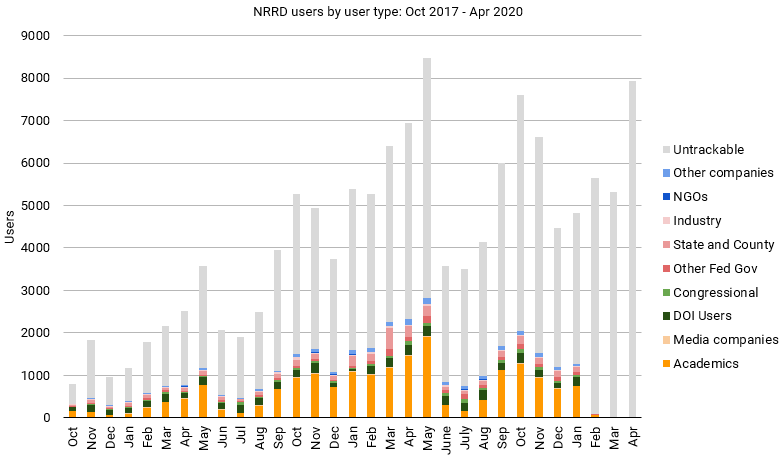 NRRD users by user type: Oct 2017 - Apr 2020
9000
8000
7000
6000
5000
4000
3000
2000
1000
0
Users
Oct
Nov
Dec
Jan
Feb
Mar
Apr
May
Jun
Jul
Aug
Sep
Oct
Nov
Dec
Jan
Feb
Mar
Apr
May
June
July
Aug
Sep
Oct
Nov
Dec
Jan
Feb
Mar
Apr
Untrackable
Other companies
NGOs
Industry
State and County
Other Fed Gov
Congressional
DOI Users
Media companies
Academics